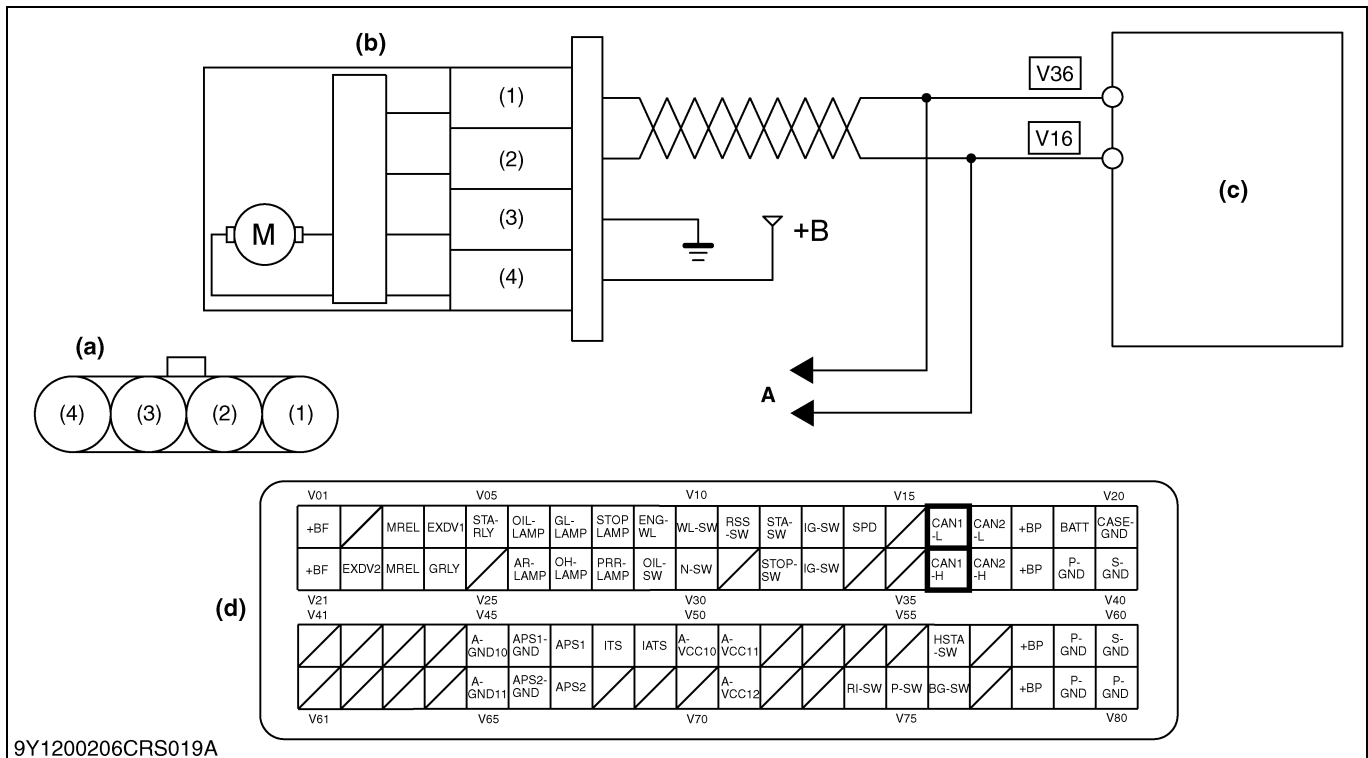 (b)
V36
(1)
V16
(2)
(c)
(3)
M
+B
(4)
(a)
A
(4) (3) (2) (1)
V01 V05 V10 V15 V20
+BF MREL EXDV1 STA-RLY OIL-LAMP GL-LAMP STOP LAMP ENG-WL WL-SW RSS-SW STA-SW IG-SW SPD CAN1-L CAN2-L +BP BATT CASE-GND
+BF EXDV2 MREL GRLY AR-LAMP OH-LAMP PRR-LAMP OIL-SW N-SW STOP-SW IG-SW CAN1-H CAN2-H +BP P-GND S-GND
(d)
V21 V25 V30 V35 V40
V41 V45 V50 V55 V60
A-GND10 APS1-GND APS1 ITS IATS A-VCC10 A-VCC11 HSTA-SW +BP P-GND S-GND
A-GND11 APS2-GND APS2 A-VCC12 RI-SW P-SW BG-SW +BP P-GND P-GND
V61 V65 V70 V75 V80
9Y1200206CRS019A